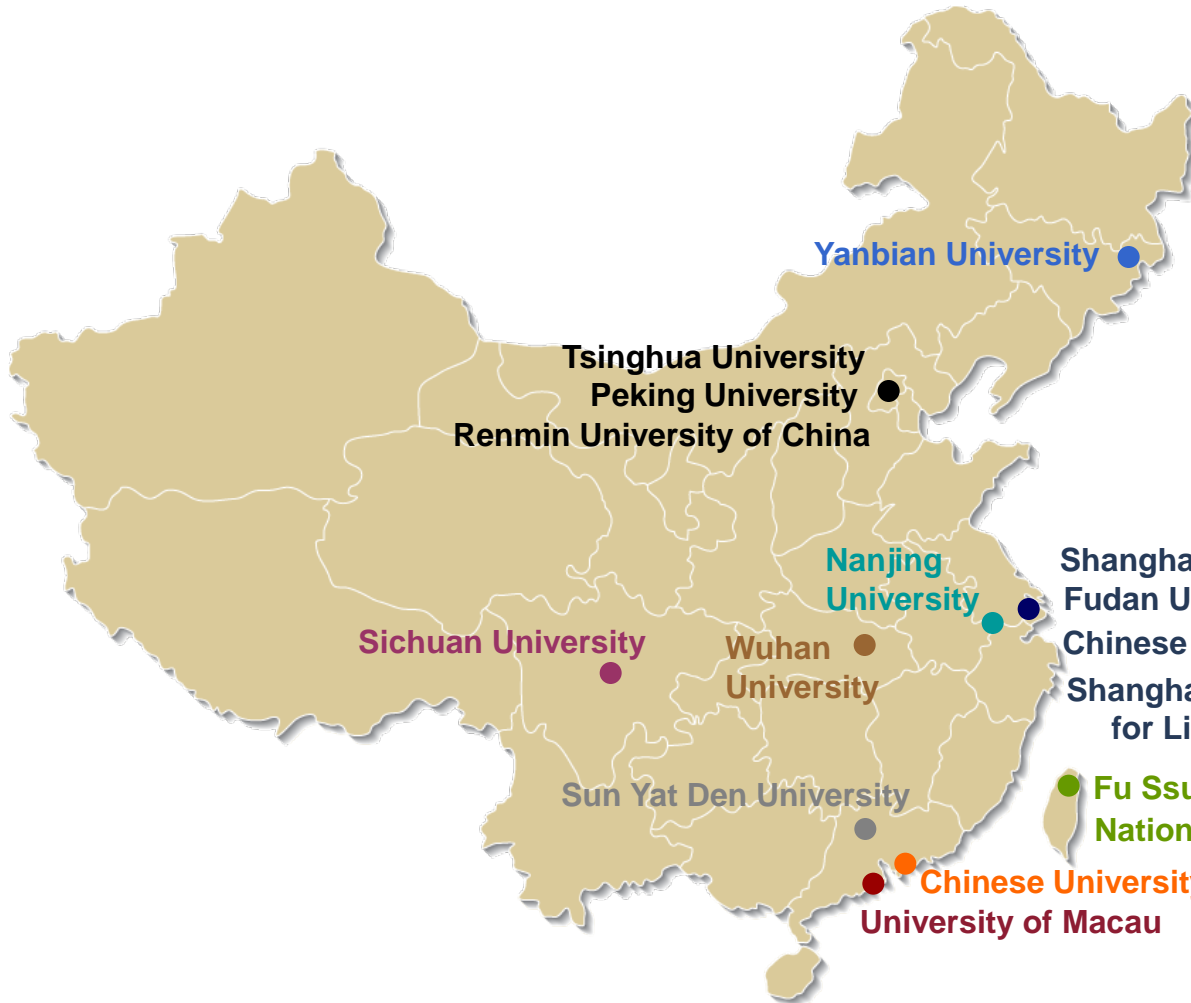 Yanbian University
Tsinghua University
Peking University
Renmin University of China
Nanjing
University
Shangha
Fudan U
Chinese
Shangha
for Li
Sichuan University
Wuhan
University
Sun Yat Den University
Fu Ssu
Nation
Chinese University
University of Macau